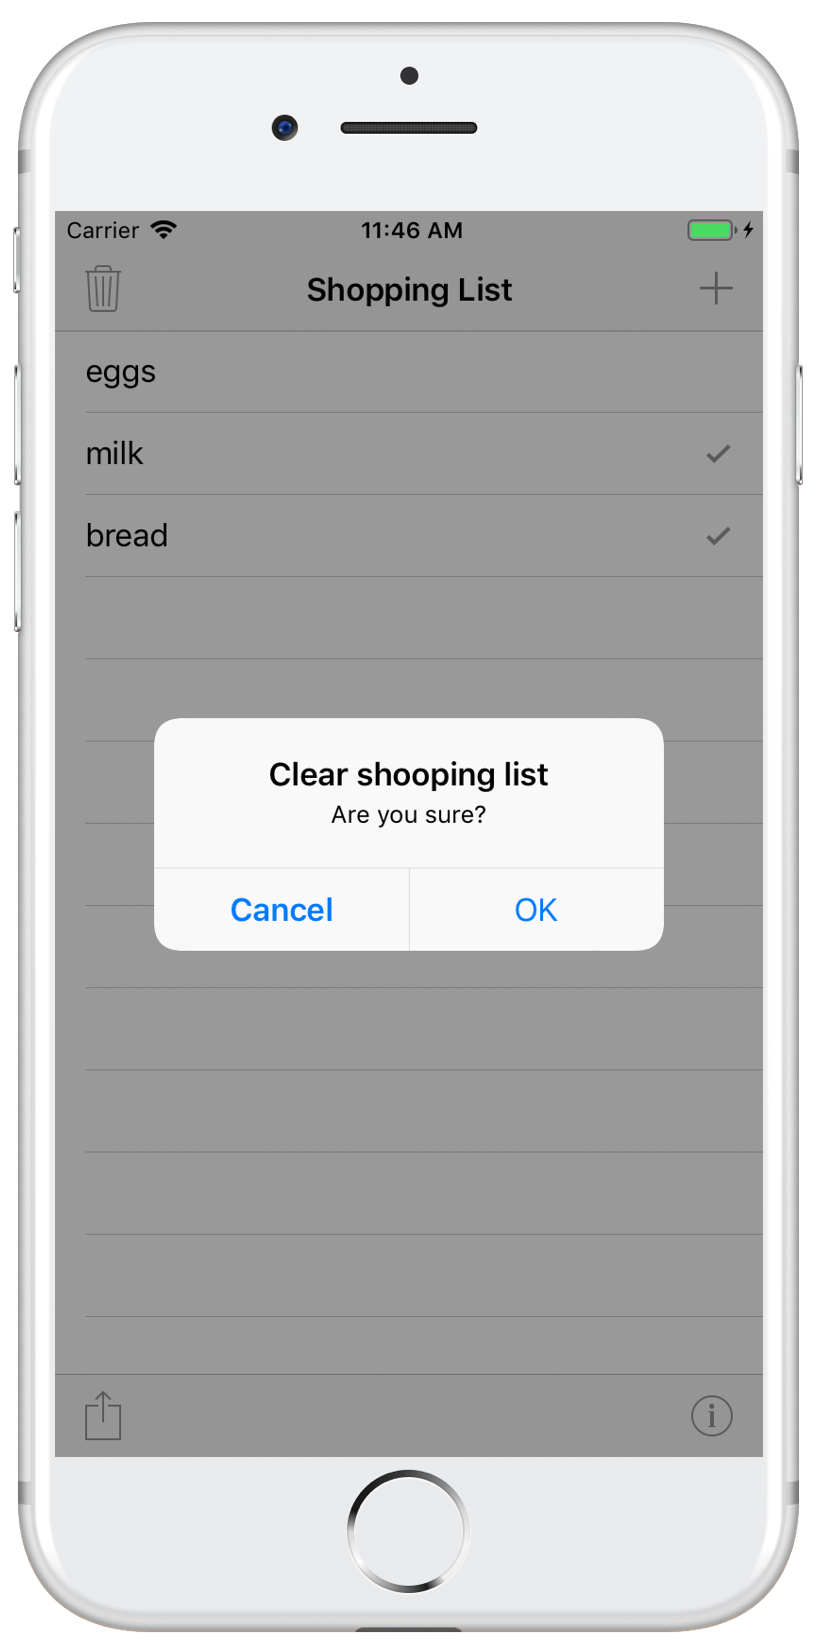 Carrier 11:46 AM
Shopping List
eggs
milk
bread
Clear shooping list
Are you sure?
Cancel OK